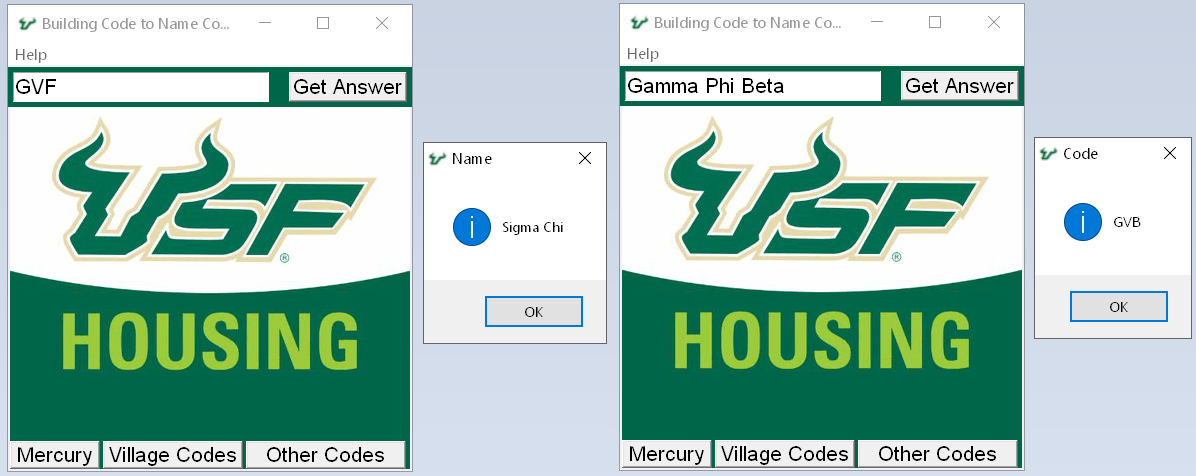 Building Code to Name Co...
Help
GVF
Get Answer
USF
®
HOUSING
Mercury
Village Codes
Other Codes
Name
Sigma Chi
OK
Building Code to Name Co...
Help
Gamma Phi Beta
Get Answer
USF
®
HOUSING
Mercury
Village Codes
Other Codes
Code
GVB
OK